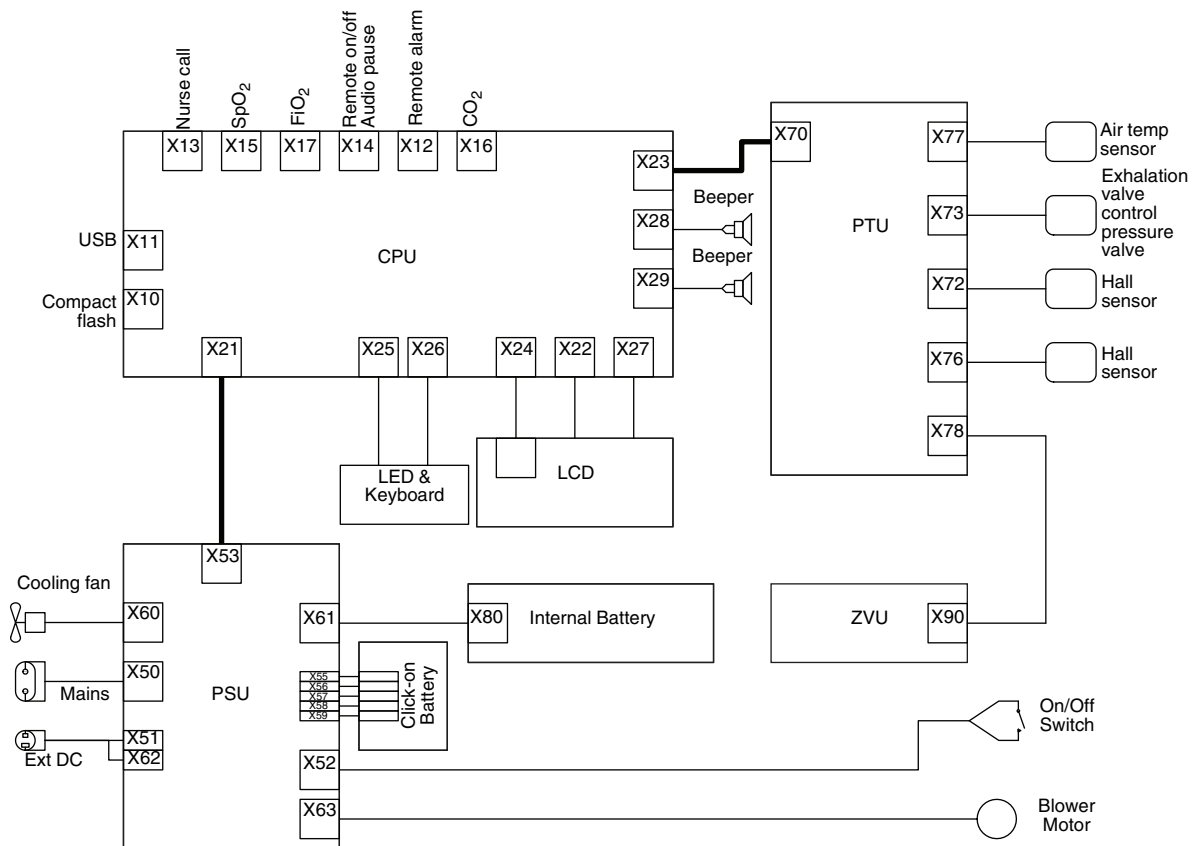 Nurse call
SpO₂
FiO₂
Remote on/off
Audio pause
Remote alarm
CO₂
X13
X15
X17
X14
X12
X16
X23
X28
X29
Beeper
Beeper
USB
X11
Compact
flash
X10
CPU
X21
X25
X26
X24
X22
X27
LED &
Keyboard
LCD
X70
PTU
X77
Air temp
sensor
X73
Exhalation
valve
control
pressure
valve
X72
Hall
sensor
X76
Hall
sensor
X78
X53
Cooling fan
X60
X50
Mains
X51
X62
Ext DC
PSU
X61
X80
Internal Battery
ZVU
X90
X55
X56
X57
X58
X59
Click-on
Battery
X52
On/Off
Switch
X63
Blower
Motor